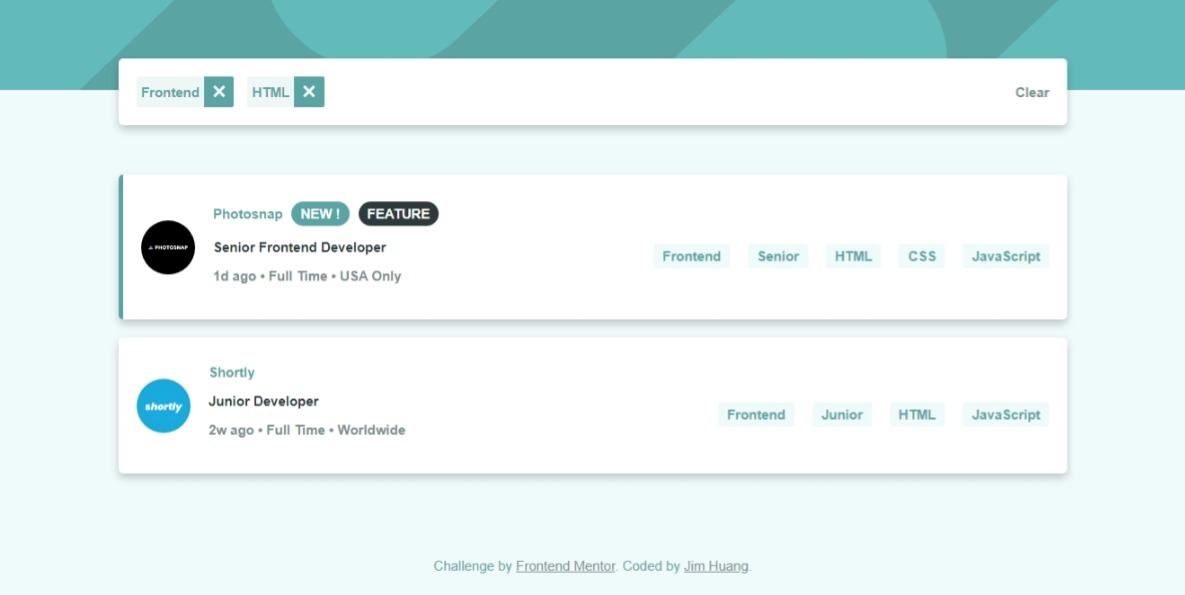 Frontend ✕ HTML ✕ Clear
Photosnap NEW ! FEATURE
PHOTOSNAP
Senior Frontend Developer
1d ago • Full Time • USA Only
Frontend Senior HTML CSS JavaScript
Shortly
shortly
Junior Developer
2w ago • Full Time • Worldwide
Frontend Junior HTML JavaScript
Challenge by Frontend Mentor. Coded by Jim Huang.